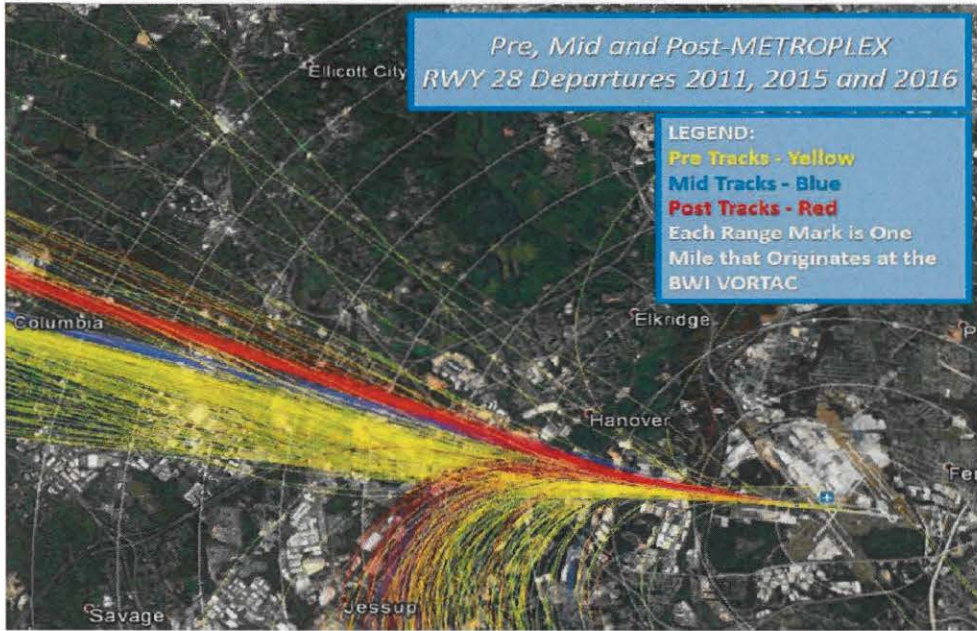 Pre, Mid and Post-METROPLEX
RWY 28 Departures 2011, 2015 and 2016
Ellicott City
LEGEND:
Pre Tracks - Yellow
Mid Tracks - Blue
Post Tracks - Red
Each Range Mark is One
Mile that Originates at the
BWI VORTAC
Columbia
Elkridge
P
Hanover
Fe
Savage
Jessup